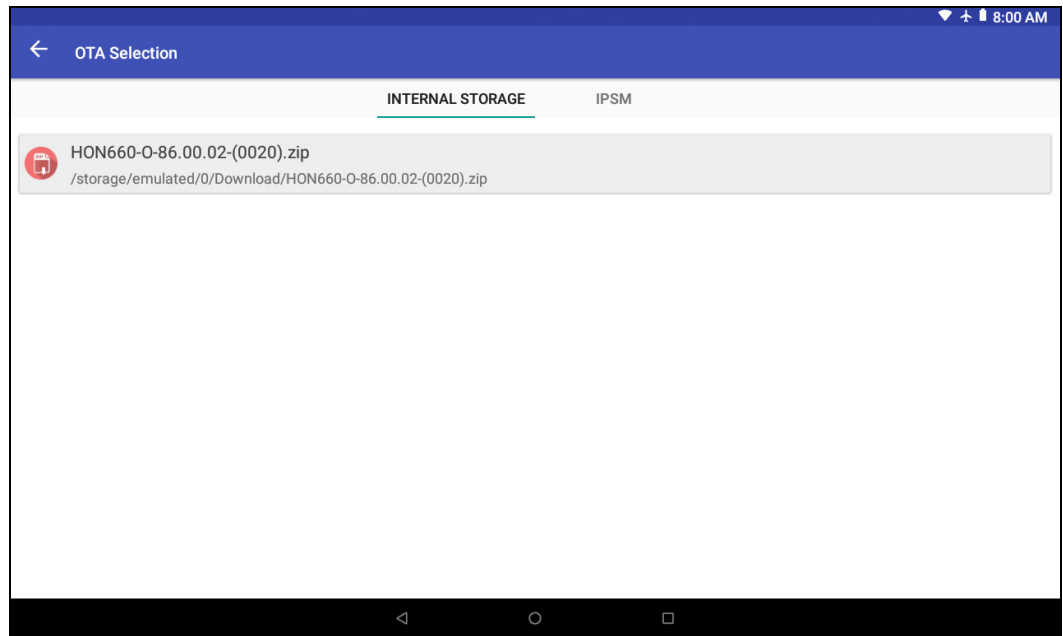 8:00 AM
OTA Selection
INTERNAL STORAGE IPSM
HON660-O-86.00.02-(0020).zip
/storage/emulated/0/Download/HON660-O-86.00.02-(0020).zip